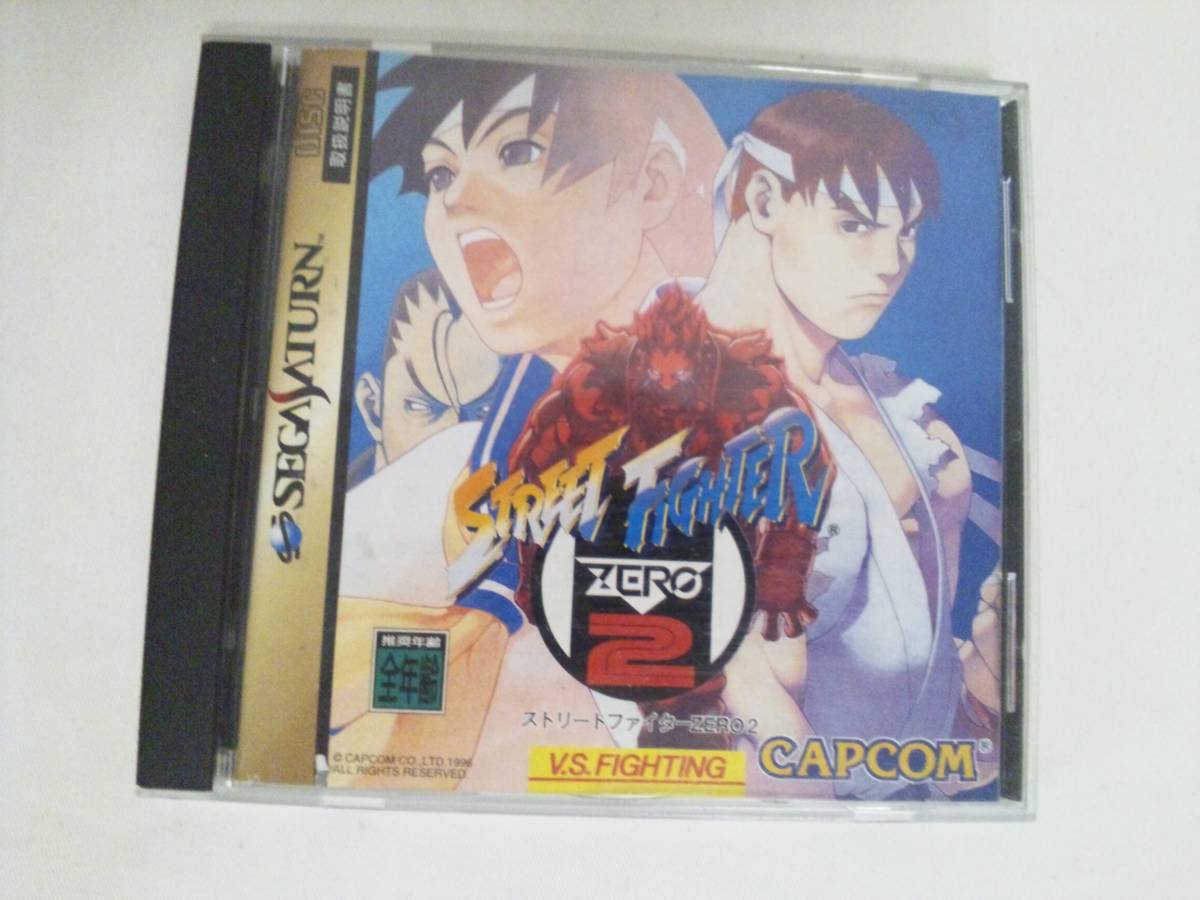 DISC
取扱説明書
SEGA SATURN™
STREET FIGHTER®
ZERO
2
推奨年齢
全年齢
ストリートファイターZERO2
© CAPCOM CO.,LTD.1996
ALL RIGHTS RESERVED.
V.S. FIGHTING
CAPCOM®